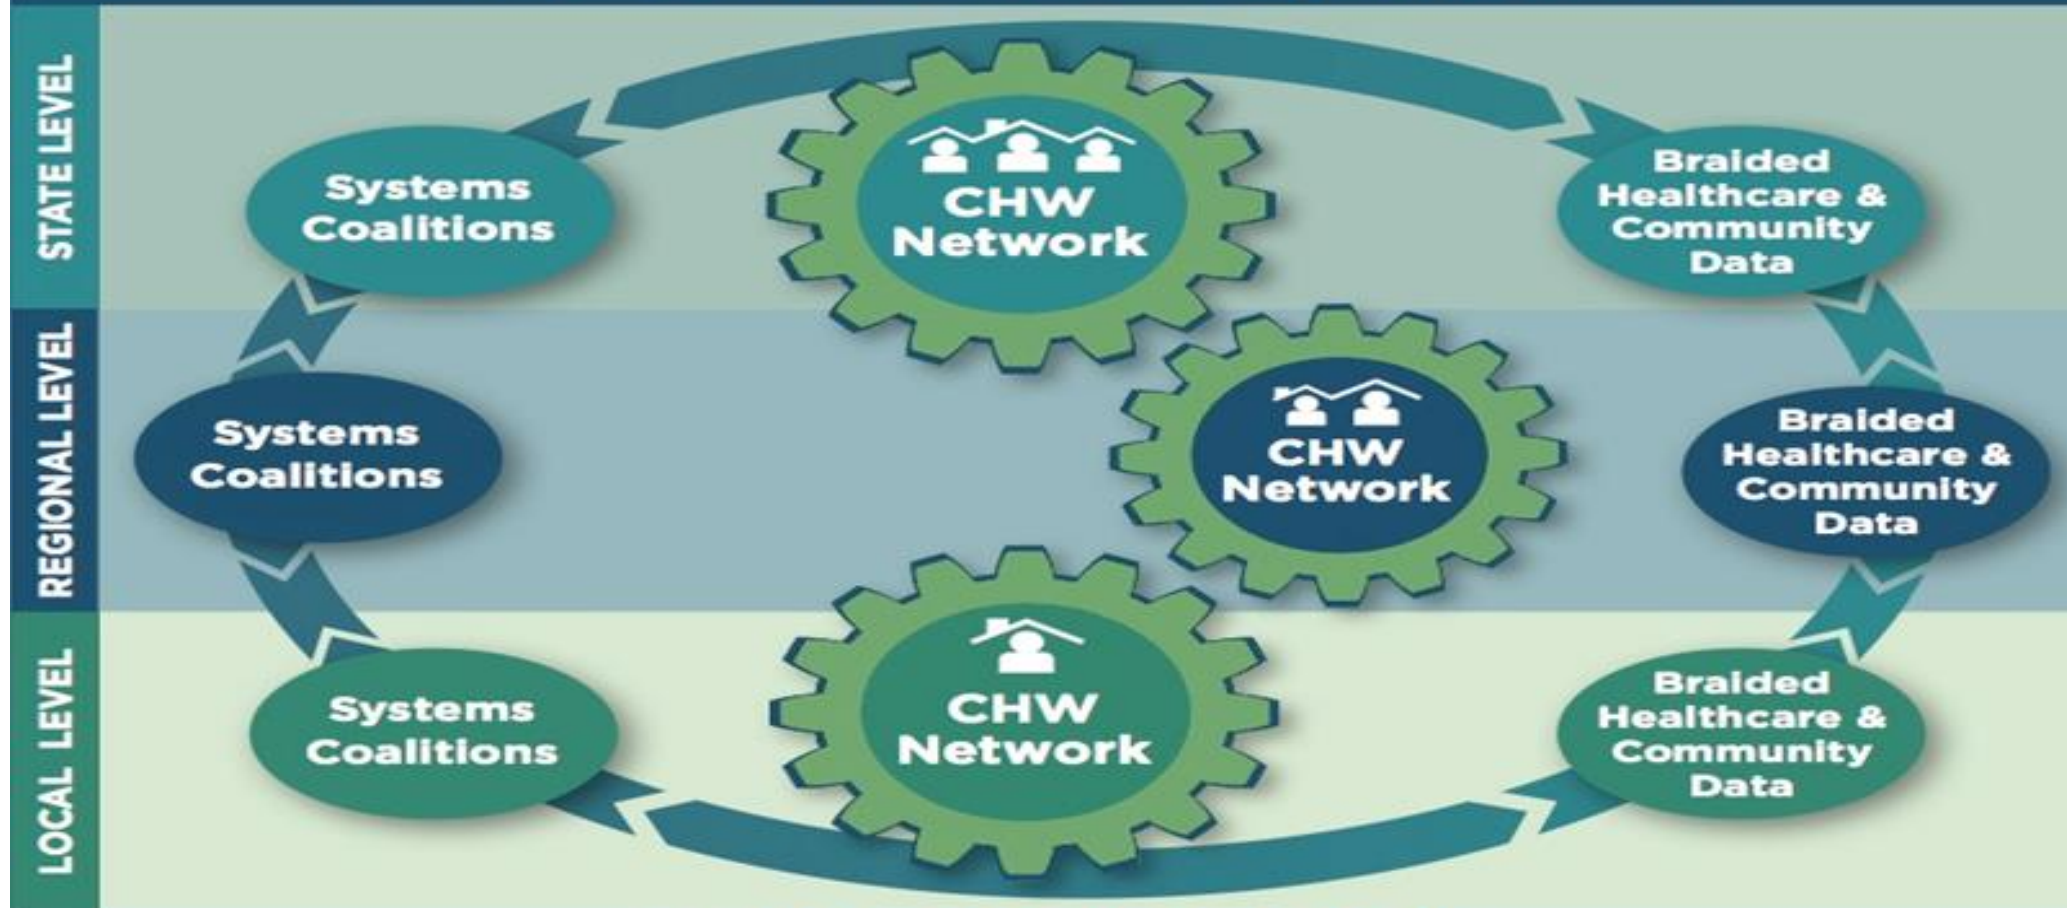 STATE LEVEL
Systems
Coalitions
CHW
Network
Braided
Healthcare &
Community
Data
REGIONAL LEVEL
Systems
Coalitions
CHW
Network
Braided
Healthcare &
Community
Data
LOCAL LEVEL
Systems
Coalitions
CHW
Network
Braided
Healthcare &
Community
Data